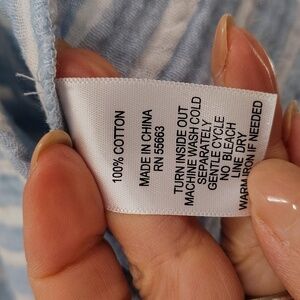 100% COTTON
MADE IN CHINA
RN 55663
TURN INSIDE OUT
MACHINE WASH COLD
SEPARATELY
GENTLE CYCLE
NO BLEACH
LINE DRY
WARM IRON IF NEEDED